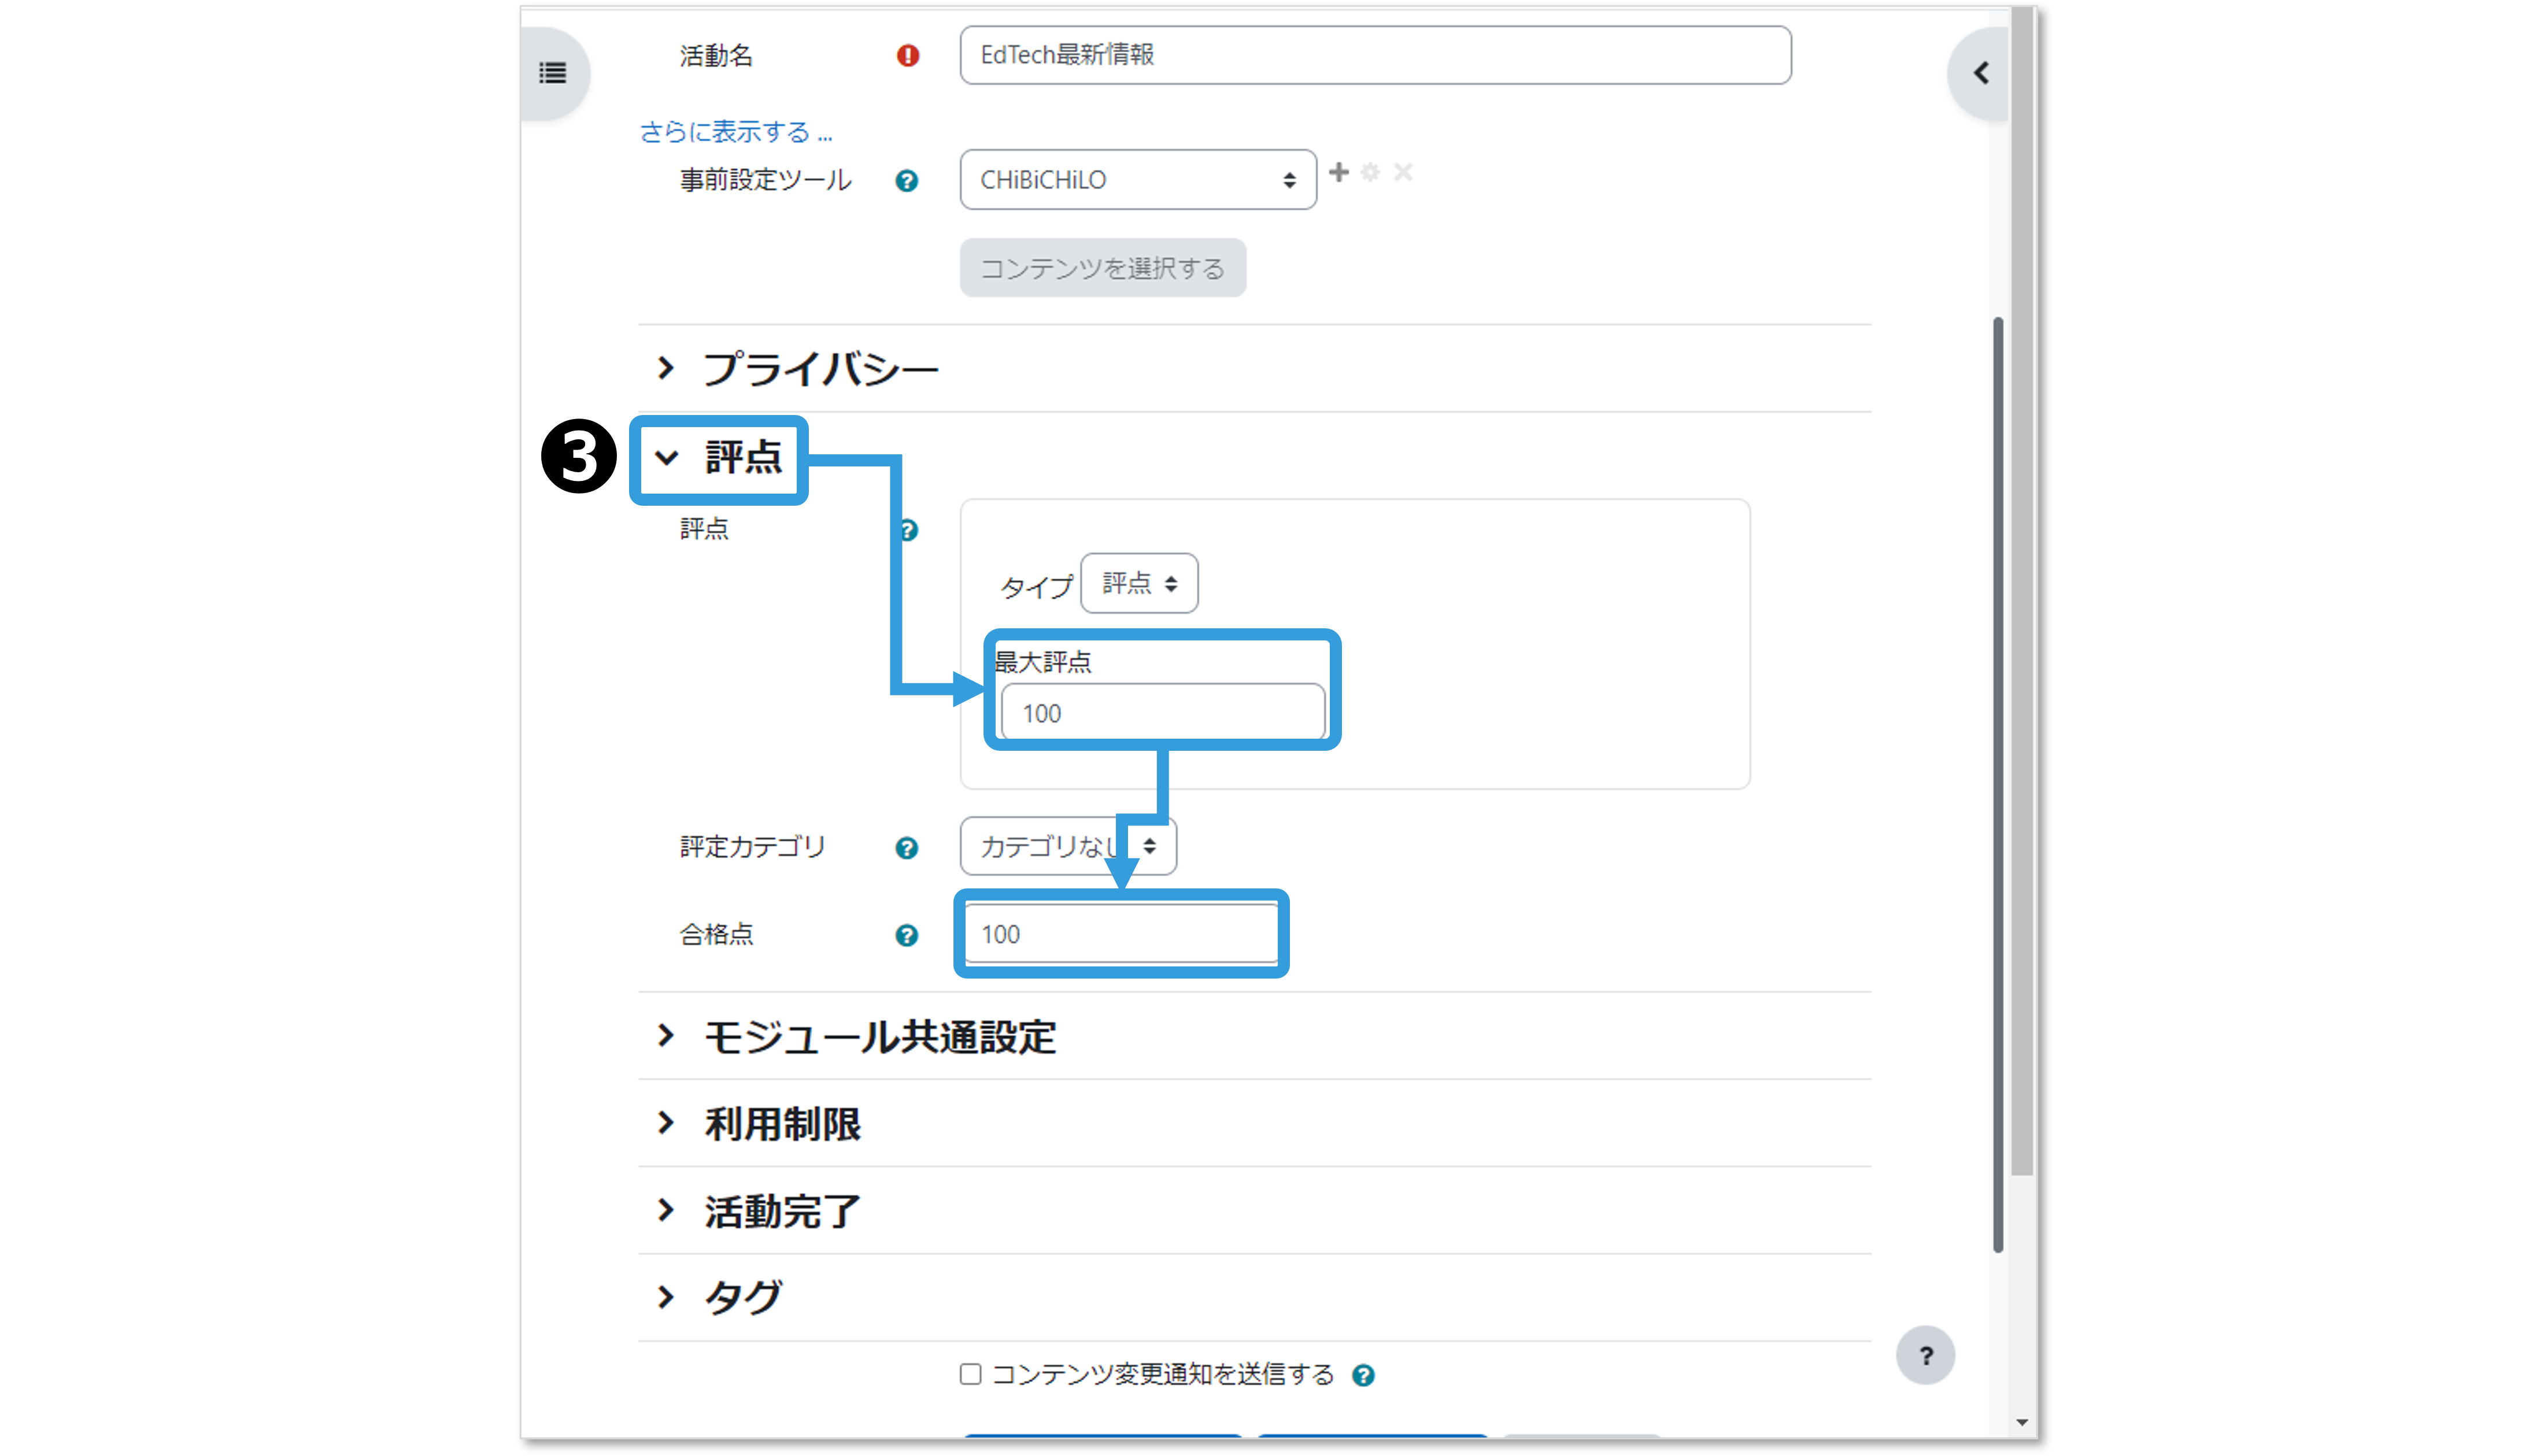 活動名
EdTech最新情報
さらに表示する ...
事前設定ツール
CHiBiCHiLO
コンテンツを選択する
プライバシー
3
評点
評点
タイプ
評点
最大評点
100
評定カテゴリ
カテゴリなし
合格点
100
モジュール共通設定
利用制限
活動完了
タグ
コンテンツ変更通知を送信する